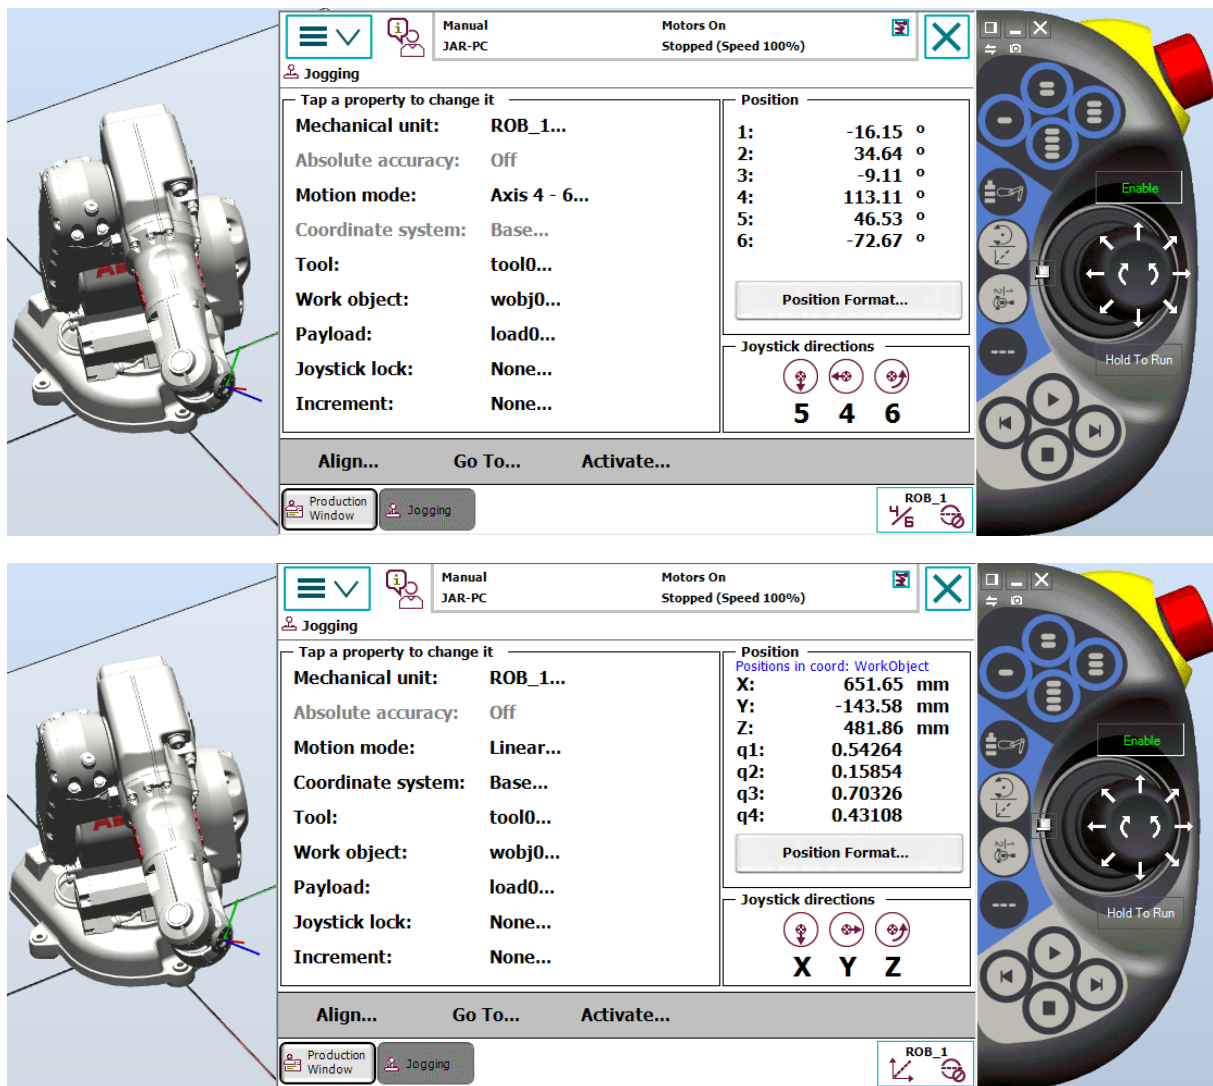 Manual
JAR-PC
Motors On
Stopped (Speed 100%)
Jogging
Tap a property to change it
Mechanical unit: ROB_1...
Absolute accuracy: Off
Motion mode: Axis 4 - 6...
Coordinate system: Base...
Tool: tool0...
Work object: wobj0...
Payload: load0...
Joystick lock: None...
Increment: None...
Position
1: -16.15 º
2: 34.64 º
3: -9.11 º
4: 113.11 º
5: 46.53 º
6: -72.67 º
Position Format...
Joystick directions
5 4 6
Align... Go To... Activate...
Production
Window
Jogging
ROB_1
4/6
Enable
Hold To Run
Manual
JAR-PC
Motors On
Stopped (Speed 100%)
Jogging
Tap a property to change it
Mechanical unit: ROB_1...
Absolute accuracy: Off
Motion mode: Linear...
Coordinate system: Base...
Tool: tool0...
Work object: wobj0...
Payload: load0...
Joystick lock: None...
Increment: None...
Position
Positions in coord: WorkObject
X: 651.65 mm
Y: -143.58 mm
Z: 481.86 mm
q1: 0.54264
q2: 0.15854
q3: 0.70326
q4: 0.43108
Position Format...
Joystick directions
X Y Z
Align... Go To... Activate...
Production
Window
Jogging
ROB_1
Enable
Hold To Run